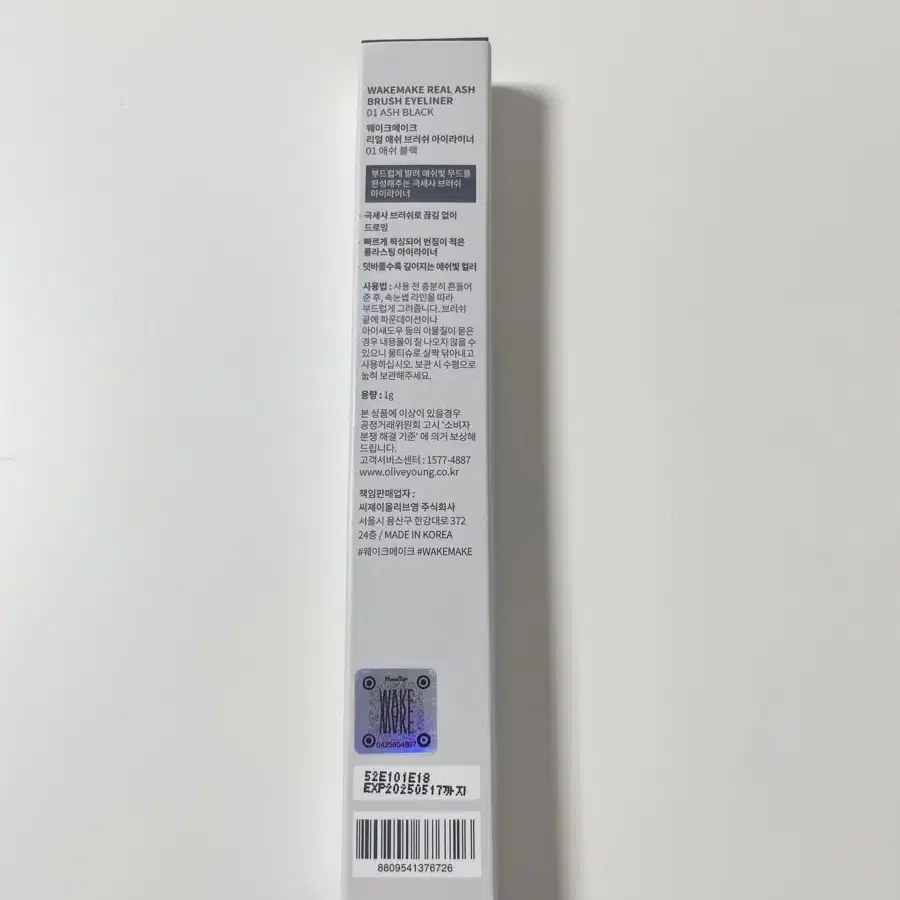 WAKEMAKE REAL ASH
BRUSH EYELINER
01 ASH BLACK
웨이크메이크
리얼 애쉬 브러쉬 아이라이너
01 애쉬 블랙
부드럽게 발려 애쉬빛 무드를
완성해주는 극세사 브러쉬
아이라이너
· 극세사 브러쉬로 끊김 없이
드로잉
· 빠르게 픽싱되어 번짐이 적은
롱라스팅 아이라이너
· 덧바를수록 깊어지는 애쉬빛 컬러
사용법 : 사용 전 충분히 흔들어
준 후, 속눈썹 라인을 따라
부드럽게 그려줍니다. 브러쉬
끝에 파운데이션이나
아이섀도우 등의 이물질이 묻은
경우 내용물이 잘 나오지 않을 수
있으니 물티슈로 살짝 닦아내고
사용하십시오. 보관 시 수평으로
눕혀 보관해주세요.
용량 : 1g
본 상품에 이상이 있을경우
공정거래위원회 고시 '소비자
분쟁 해결 기준' 에 의거 보상해
드립니다.
고객서비스센터 : 1577-4887
www.oliveyoung.co.kr
책임판매업자 :
씨제이올리브영 주식회사
서울시 용산구 한강대로 372
24층 / MADE IN KOREA
#웨이크메이크 #WAKEMAKE
HoloTag
WAKE
MAKE
0425804897
52E101E18
EXP20250517까지
8809541376726